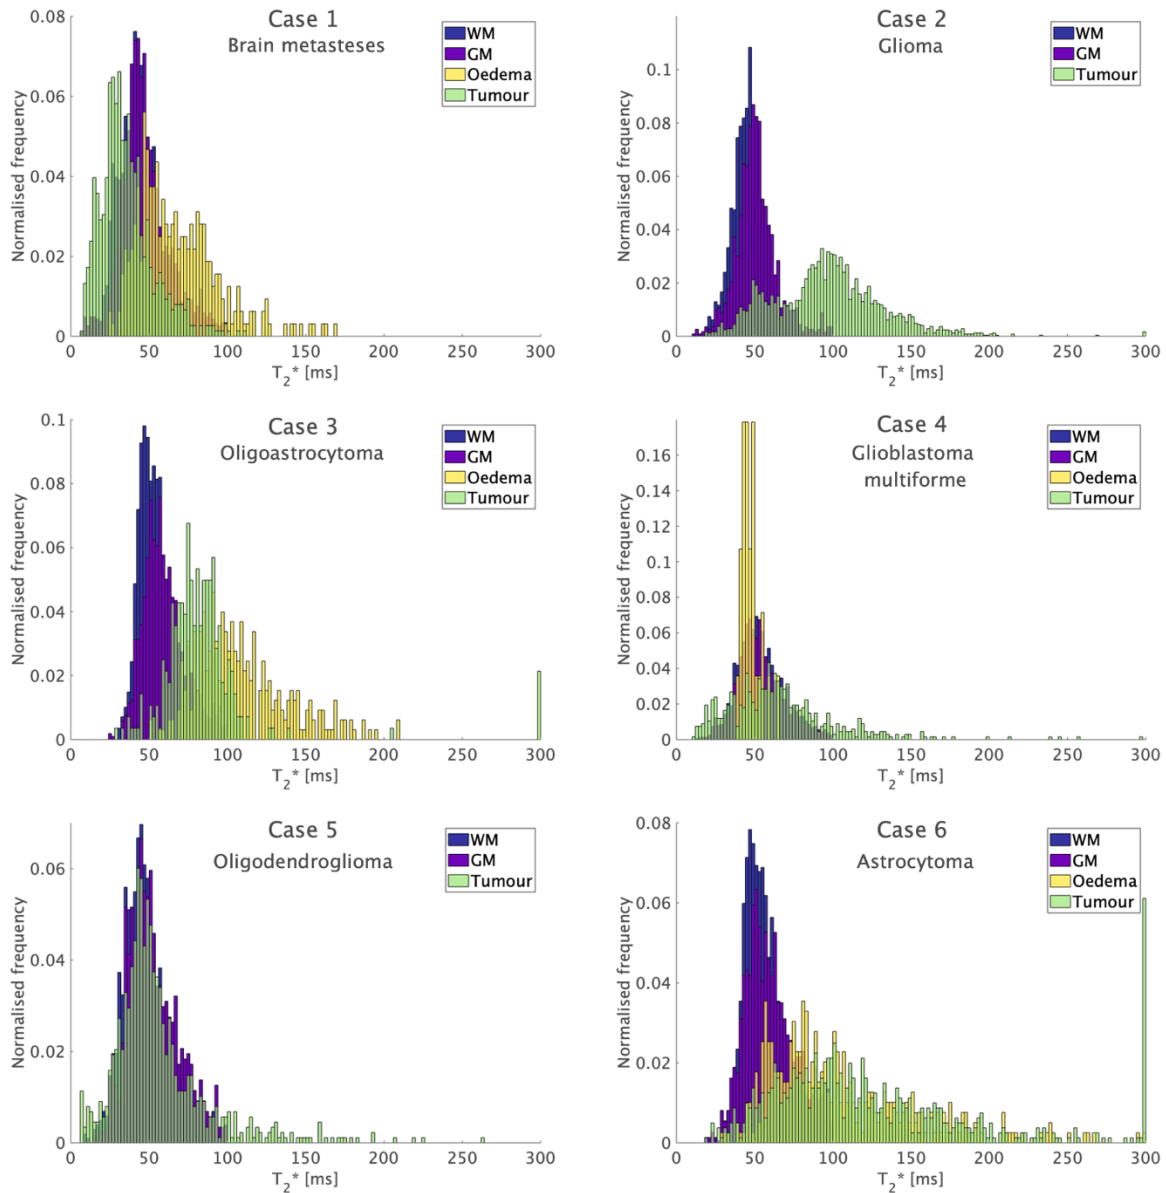 Case 1
Brain metasteses
WM
GM
Oedema
Tumour
Normalised frequency
0.08
0.06
0.04
0.02
0
0 50 100 150 200 250 300
T2* [ms]
Case 2
Glioma
WM
GM
Tumour
Normalised frequency
0.1
0.08
0.06
0.04
0.02
0
0 50 100 150 200 250 300
T2* [ms]
Case 3
Oligoastrocytoma
WM
GM
Oedema
Tumour
Normalised frequency
0.1
0.08
0.06
0.04
0.02
0
0 50 100 150 200 250 300
T2* [ms]
Case 4
Glioblastoma
multiforme
WM
GM
Oedema
Tumour
Normalised frequency
0.16
0.14
0.12
0.1
0.08
0.06
0.04
0.02
0
0 50 100 150 200 250 300
T2* [ms]
Case 5
Oligodendroglioma
WM
GM
Tumour
Normalised frequency
0.06
0.04
0.02
0
0 50 100 150 200 250 300
T2* [ms]
Case 6
Astrocytoma
WM
GM
Oedema
Tumour
Normalised frequency
0.08
0.06
0.04
0.02
0
0 50 100 150 200 250 300
T2* [ms]